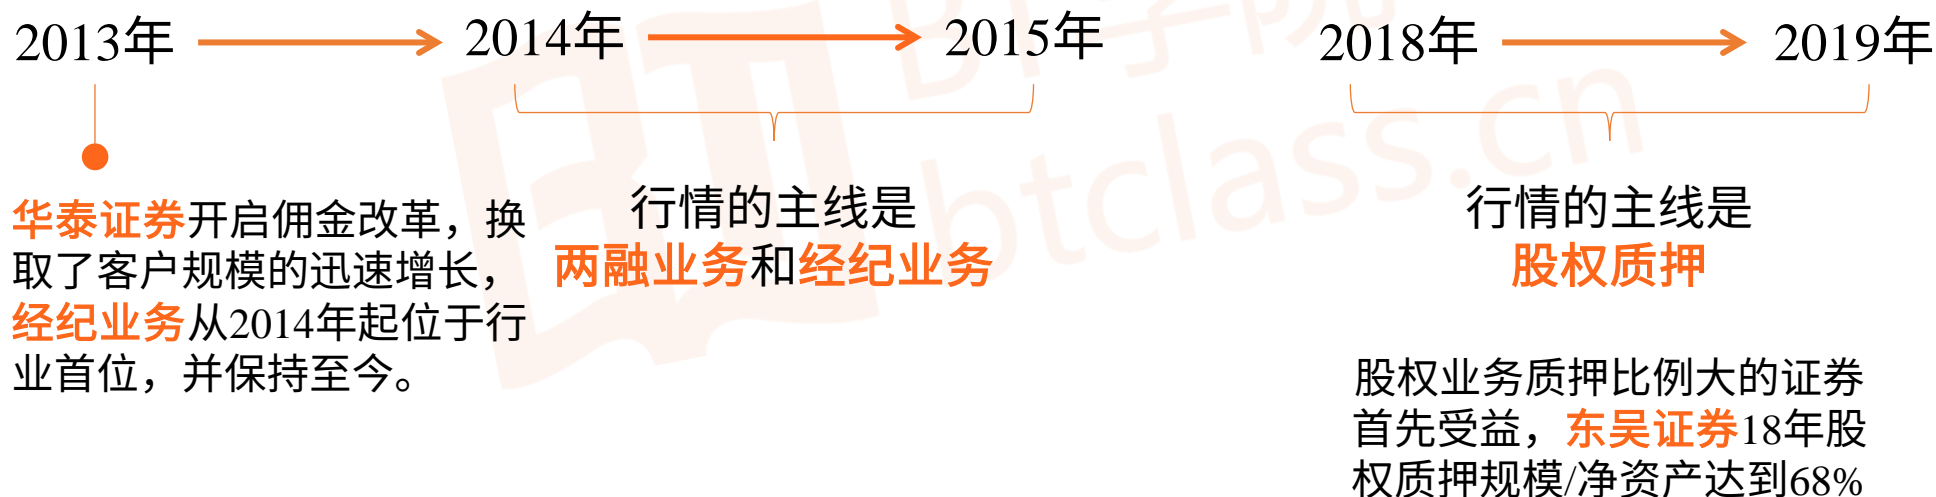 2013年
2014年
2015年
2018年
2019年
华泰证券开启佣金改革，换
取了客户规模的迅速增长，
经纪业务从2014年起位于行
业首位，并保持至今。
行情的主线是
两融业务和经纪业务
行情的主线是
股权质押
股权业务质押比例大的证券
首先受益，东吴证券18年股
权质押规模/净资产达到68%
BT学院
btclass.cn